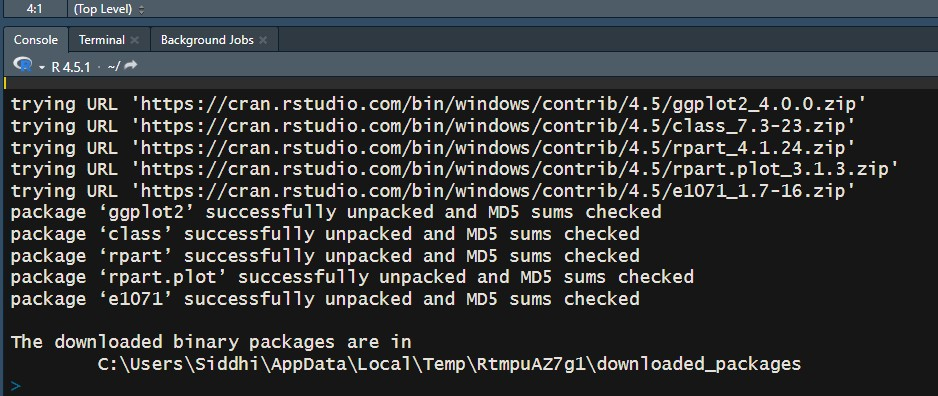 4:1 (Top Level)
Console Terminal Background Jobs
R 4.5.1 · ~/
trying URL 'https://cran.rstudio.com/bin/windows/contrib/4.5/ggplot2_4.0.0.zip'
trying URL 'https://cran.rstudio.com/bin/windows/contrib/4.5/class_7.3-23.zip'
trying URL 'https://cran.rstudio.com/bin/windows/contrib/4.5/rpart_4.1.24.zip'
trying URL 'https://cran.rstudio.com/bin/windows/contrib/4.5/rpart.plot_3.1.3.zip'
trying URL 'https://cran.rstudio.com/bin/windows/contrib/4.5/e1071_1.7-16.zip'
package ‘ggplot2’ successfully unpacked and MD5 sums checked
package ‘class’ successfully unpacked and MD5 sums checked
package ‘rpart’ successfully unpacked and MD5 sums checked
package ‘rpart.plot’ successfully unpacked and MD5 sums checked
package ‘e1071’ successfully unpacked and MD5 sums checked
The downloaded binary packages are in
C:\Users\Siddhi\AppData\Local\Temp\RtmpuAZ7g1\downloaded_packages
>